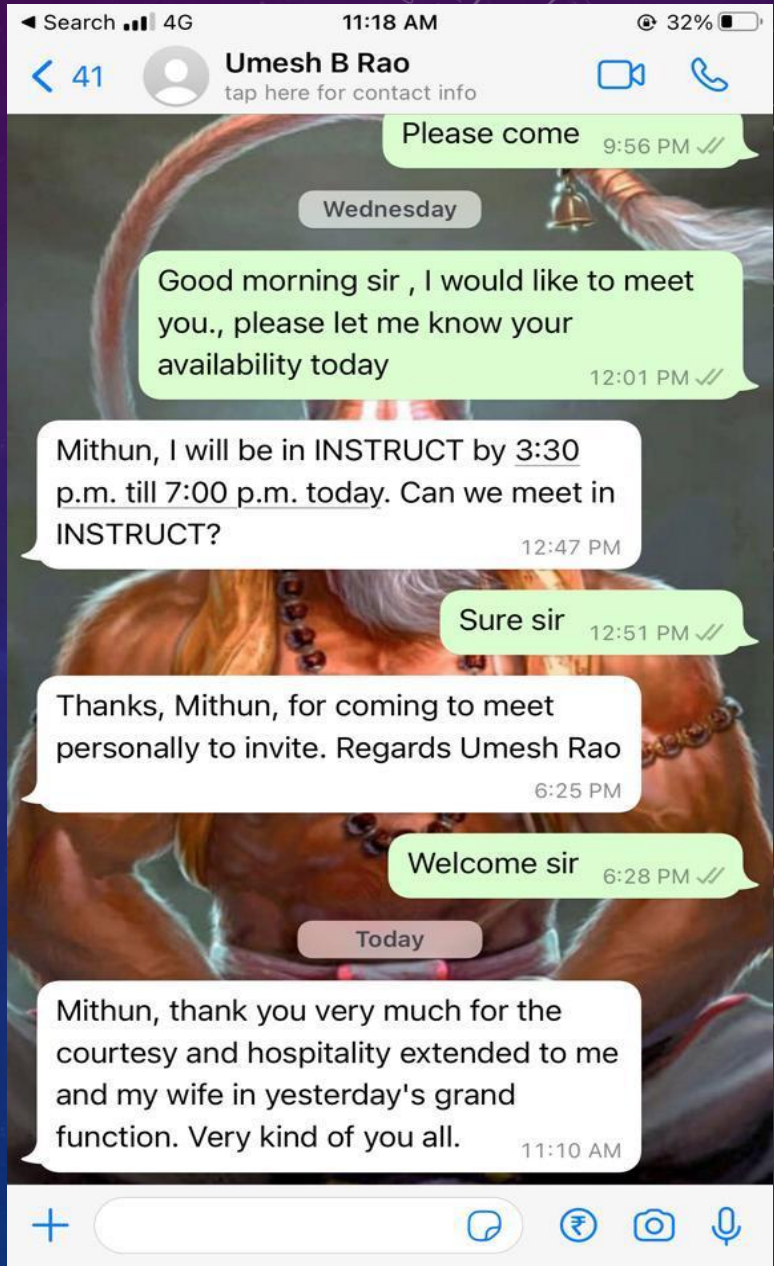 Search 4G 11:18 AM 32%
41 Umesh B Rao
tap here for contact info
Please come 9:56 PM
Wednesday
Good morning sir , I would like to meet
you., please let me know your
availability today 12:01 PM
Mithun, I will be in INSTRUCT by 3:30
p.m. till 7:00 p.m. today. Can we meet in
INSTRUCT? 12:47 PM
Sure sir 12:51 PM
Thanks, Mithun, for coming to meet
personally to invite. Regards Umesh Rao
6:25 PM
Welcome sir 6:28 PM
Today
Mithun, thank you very much for the
courtesy and hospitality extended to me
and my wife in yesterday's grand
function. Very kind of you all. 11:10 AM
₹